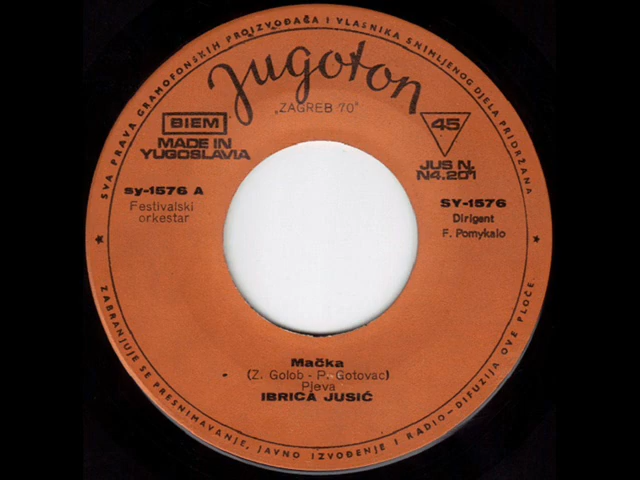 SVA PRAVA GRAMOFONSKIH PROIZVOĐAČA I VLASNIKA SNIMLJENOG DJELA PRIDRŽANA
Jugoton
„ZAGREB 70"
BIEM
MADE IN
YUGOSLAVIA
45
JUS N.
N4.201
sy-1576 A
Festivalski
orkestar
SY-1576
Dirigent
F. Pomykalo
Mačka
(Z. Golob - P. Gotovac)
Pjeva
IBRICA JUSIĆ
ZABRANJUJE SE PRESNIMAVANJE, JAVNO IZVOĐENJE I RADIO-DIFUZIJA OVE PLOČE